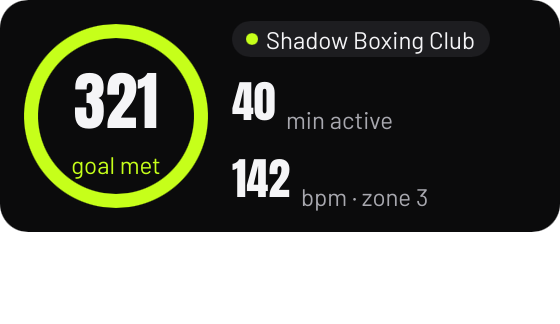 321
goal met
Shadow Boxing Club
40 min active
142 bpm · zone 3